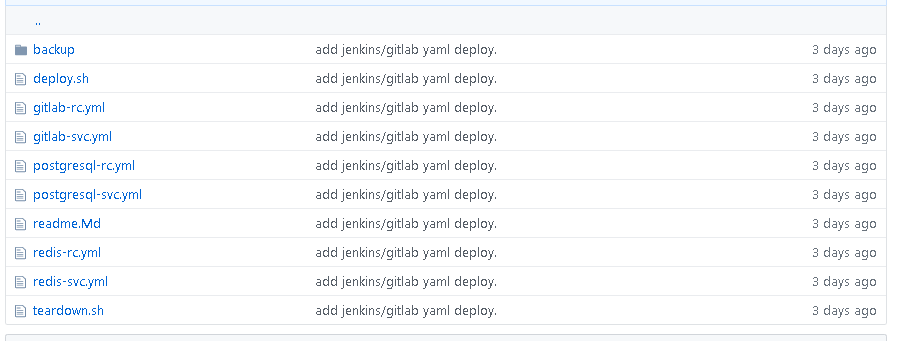 ..
backup add jenkins/gitlab yaml deploy. 3 days ago
deploy.sh add jenkins/gitlab yaml deploy. 3 days ago
gitlab-rc.yml add jenkins/gitlab yaml deploy. 3 days ago
gitlab-svc.yml add jenkins/gitlab yaml deploy. 3 days ago
postgresql-rc.yml add jenkins/gitlab yaml deploy. 3 days ago
postgresql-svc.yml add jenkins/gitlab yaml deploy. 3 days ago
readme.Md add jenkins/gitlab yaml deploy. 3 days ago
redis-rc.yml add jenkins/gitlab yaml deploy. 3 days ago
redis-svc.yml add jenkins/gitlab yaml deploy. 3 days ago
teardown.sh add jenkins/gitlab yaml deploy. 3 days ago